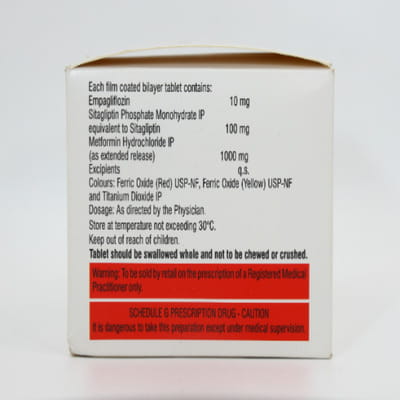 Each film coated bilayer tablet contains:
Empagliflozin 10 mg
Sitagliptin Phosphate Monohydrate IP
equivalent to Sitagliptin 100 mg
Metformin Hydrochloride IP
(as extended release) 1000 mg
Excipients q.s.
Colours: Ferric Oxide (Red) USP-NF, Ferric Oxide (Yellow) USP-NF
and Titanium Dioxide IP
Dosage: As directed by the Physician.
Store at temperature not exceeding 30°C.
Keep out of reach of children.
Tablet should be swallowed whole and not to be chewed or crushed.
Warning: To be sold by retail on the prescription of a Registered Medical
Practitioner only.
SCHEDULE G PRESCRIPTION DRUG - CAUTION
It is dangerous to take this preparation except under medical supervision.